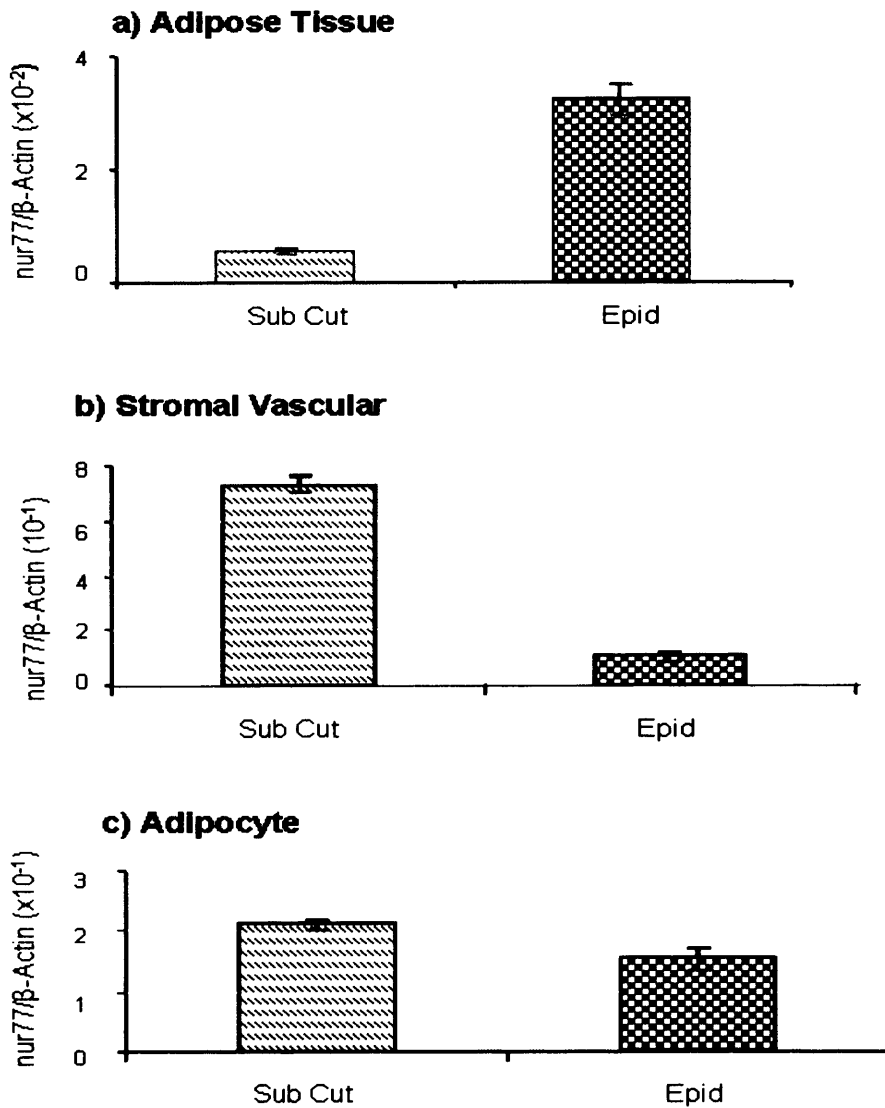 a) Adipose Tissue
nur77/β-Actin (x10-2)
4
2
0
Sub Cut
Epid
b) Stromal Vascular
nur77/β-Actin (10-1)
8
6
4
2
0
Sub Cut
Epid
c) Adipocyte
nur77/β-Actin (x10-1)
3
2
1
0
Sub Cut
Epid